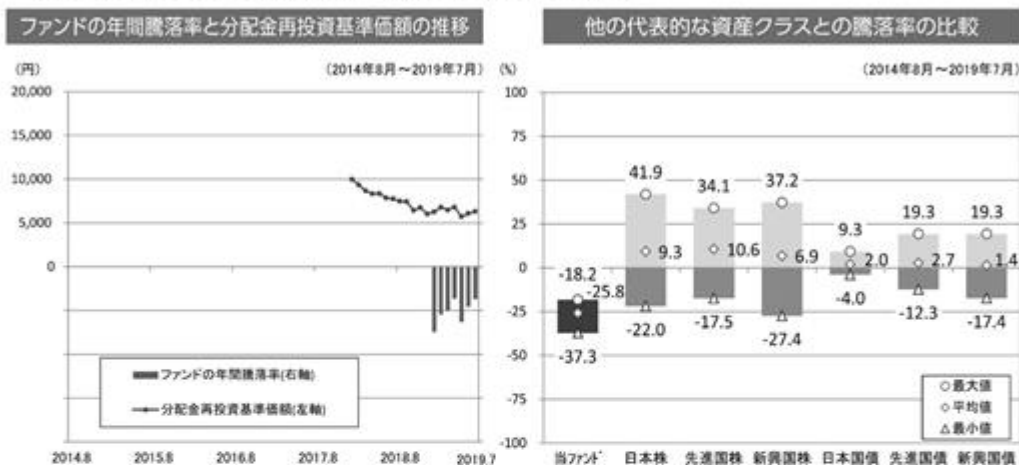 ファンドの年間騰落率と分配金再投資基準価額の推移
(円)
(2014年8月～2019年7月)
20,000
15,000
10,000
5,000
0
ファンドの年間騰落率(右軸)
分配金再投資基準価額(左軸)
2014.8 2015.8 2016.8 2017.8 2018.8 2019.7
他の代表的な資産クラスとの騰落率の比較
(%)
(2014年8月～2019年7月)
100
75
50
25
0
-25
-50
-75
-100
41.9 34.1 37.2 9.3 19.3 19.3
-18.2 -25.8 9.3 10.6 6.9 2.0 2.7 1.4
-37.3 -22.0 -17.5 -27.4 -4.0 -12.3 -17.4
最大値
平均値
最小値
当ファンド 日本株 先進国株 新興国株 日本国債 先進国債 新興国債